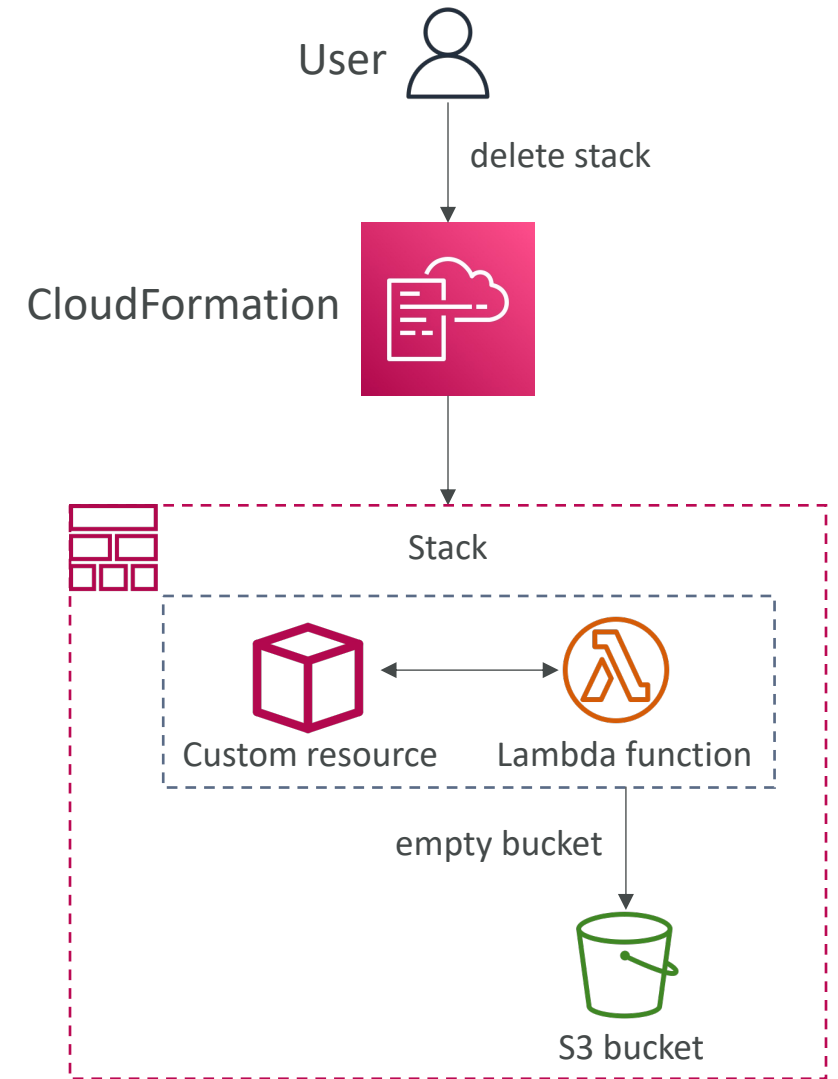 User
delete stack
CloudFormation
Stack
Custom resource
Lambda function
empty bucket
S3 bucket